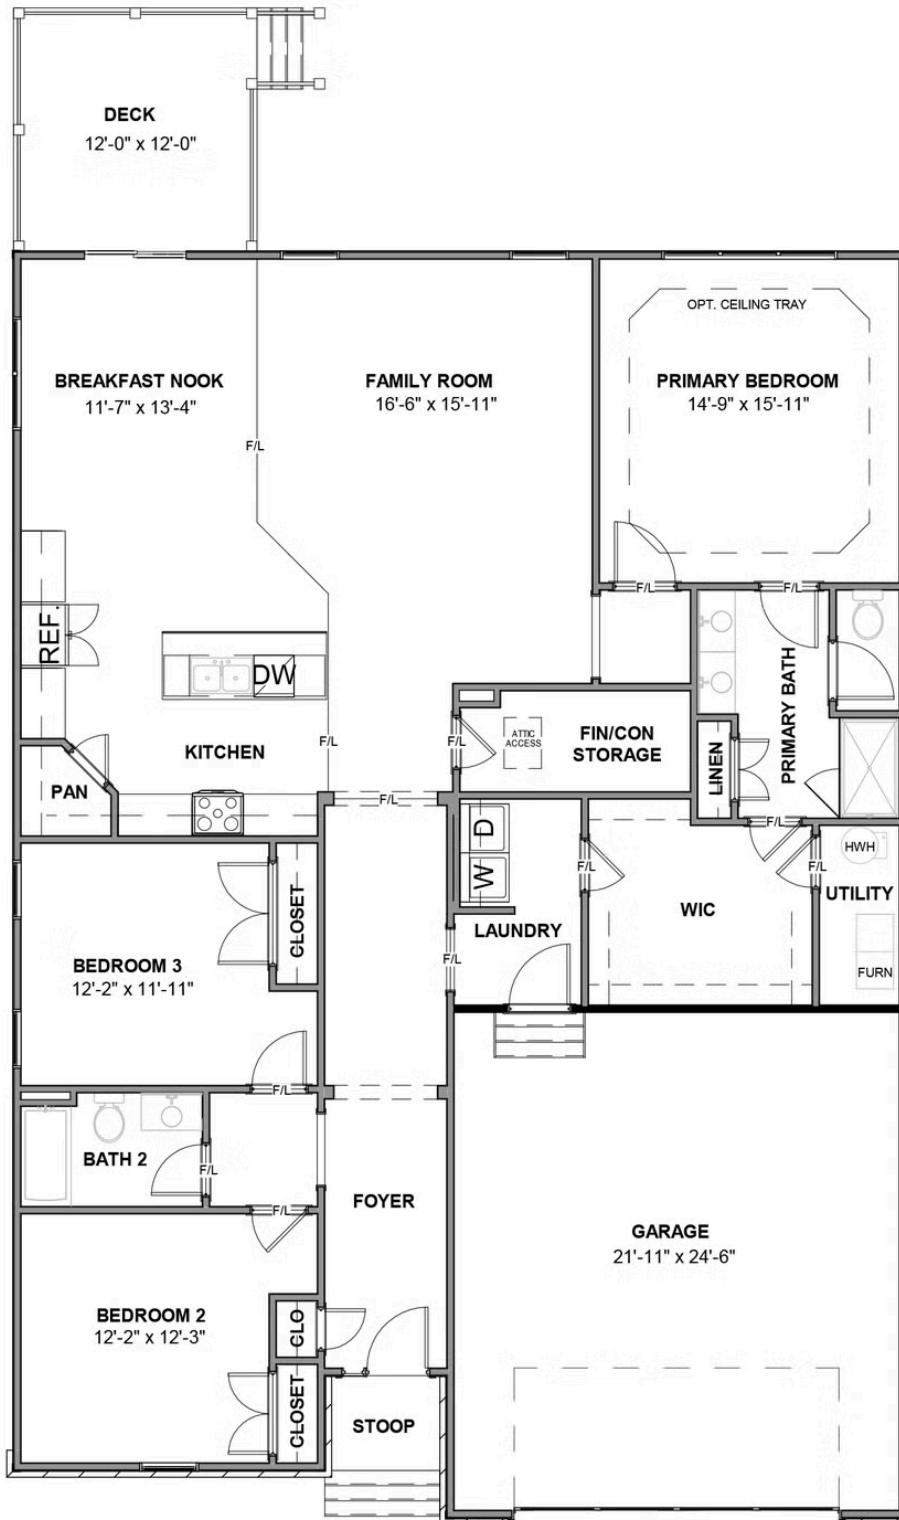 DECK
12'-0" x 12'-0"
OPT. CEILING TRAY
BREAKFAST NOOK
11'-7" x 13'-4"
FAMILY ROOM
16'-6" x 15'-11"
PRIMARY BEDROOM
14'-9" x 15'-11"
F/L
F/L
F/L
REF.
DW
PRIMARY BATH
KITCHEN
F/L
F/L
ATTIC
ACCESS
FIN/CON
STORAGE
LINEN
PAN
F/L
F/L
D
W
F/L
HWH
F/L
UTILITY
CLOSET
WIC
LAUNDRY
F/L
BEDROOM 3
12'-2" x 11'-11"
FURN
F/L
BATH 2
F/L
F/L
FOYER
GARAGE
21'-11" x 24'-6"
BEDROOM 2
12'-2" x 12'-3"
CLO
CLOSET
STOOP